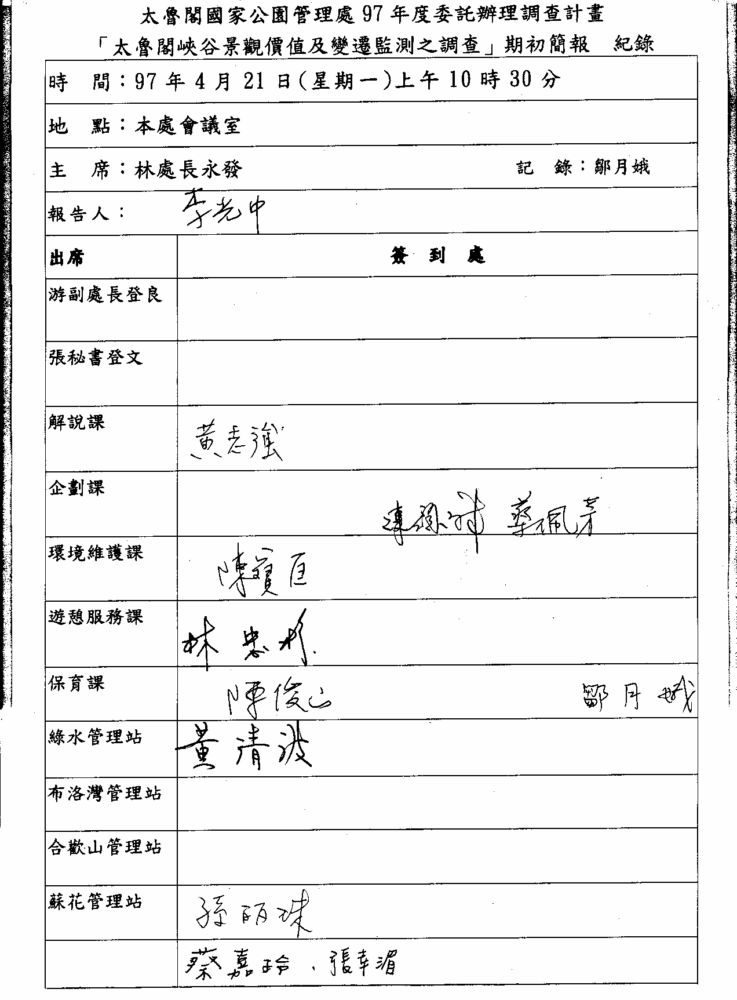 太魯閣國家公園管理處 97 年度委託辦理調查計畫
「太魯閣峽谷景觀價值及變遷監測之調查」期初簡報 紀錄
時 間：97 年 4 月 21 日(星期一)上午 10 時 30 分
地 點：本處會議室
主 席：林處長永發 記 錄：鄒月娥
報告人： 李光中
出席 簽 到 處
游副處長登良
張秘書登文
解說課 黃志強
企劃課 蔡佩芳
環境維護課 陳寶匡
遊憩服務課 林忠杉
保育課 陳俊山 鄒月娥
綠水管理站 黃清波
布洛灣管理站
合歡山管理站
蘇花管理站 孫丽珠
蔡嘉玲、張幸湄